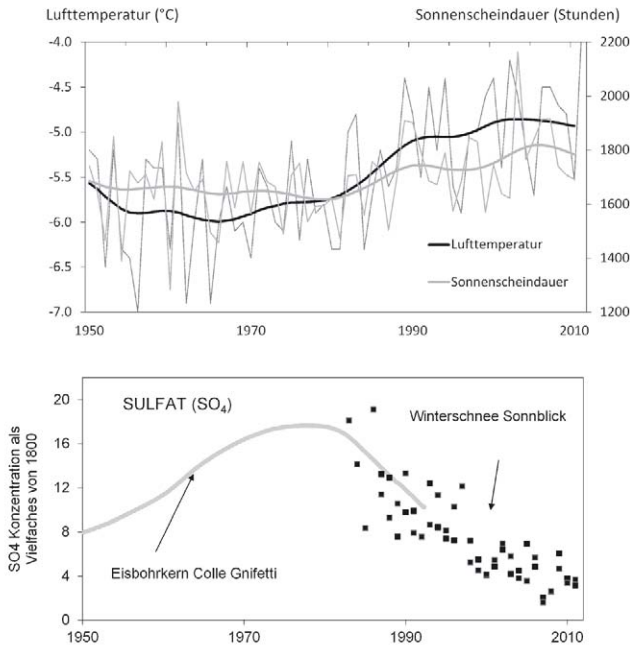 Lufttemperatur (°C) Sonnenscheindauer (Stunden)
-4.0 2200
-4.5 2000
-5.0 1800
-5.5
-6.0 1600
-6.5 1400
-7.0 1200
Lufttemperatur
Sonnenscheindauer
1950 1970 1990 2010
SO4 Konzentration als
Vielfaches von 1800
20
16
12
8
4
0
SULFAT (SO₄)
Winterschnee Sonnblick
Eisbohrkern Colle Gnifetti
1950 1970 1990 2010